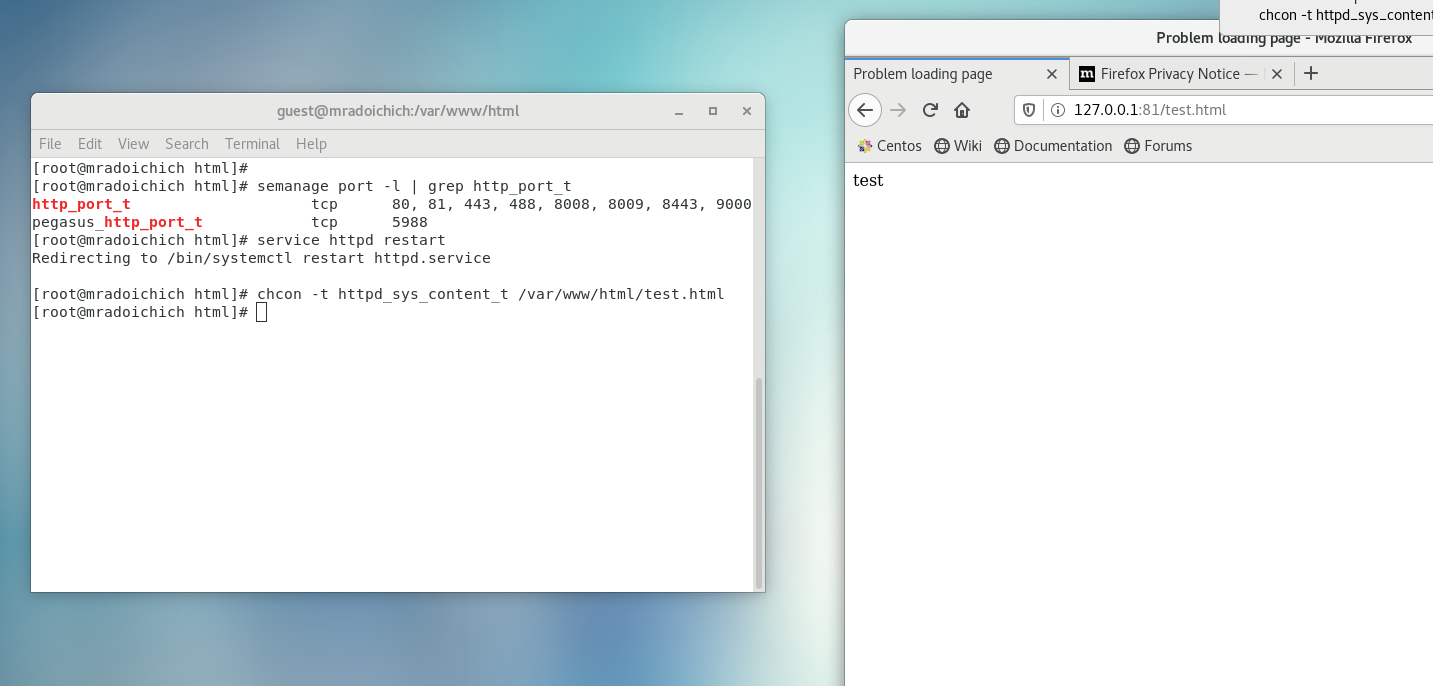 guest@mradoichich:/var/www/html
File Edit View Search Terminal Help
[root@mradoichich html]#
[root@mradoichich html]# semanage port -l | grep http_port_t
http_port_t                    tcp      80, 81, 443, 488, 8008, 8009, 8443, 9000
pegasus_http_port_t            tcp      5988
[root@mradoichich html]# service httpd restart
Redirecting to /bin/systemctl restart httpd.service
[root@mradoichich html]# chcon -t httpd_sys_content_t /var/www/html/test.html
[root@mradoichich html]#
chcon -t httpd_sys_content
Problem loading page - Mozilla Firefox
Problem loading page
Firefox Privacy Notice —
127.0.0.1:81/test.html
Centos Wiki Documentation Forums
test